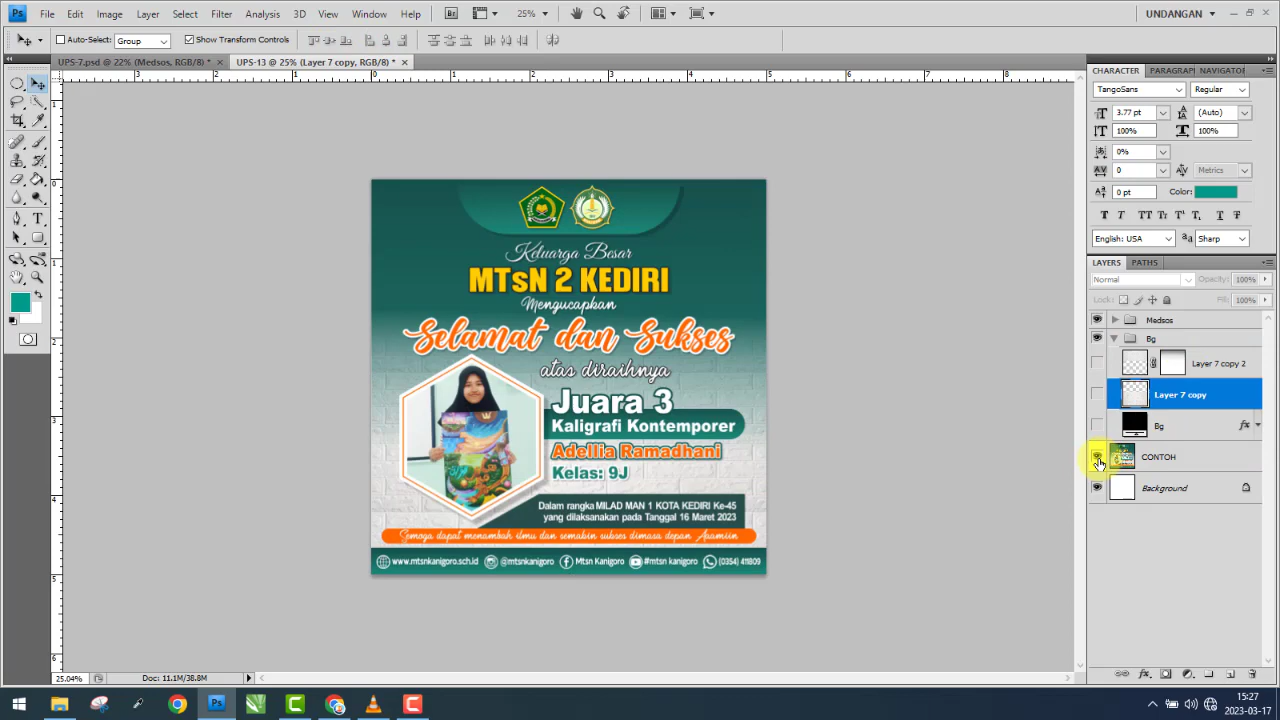 File Edit Image Layer Select Filter Analysis 3D View Window Help
Br
25%
UNDANGAN
Auto-Select: Group
Show Transform Controls
UPS-7.psd @ 22% (Medsos, RGB/8) *
UPS-13 @ 25% (Layer 7 copy, RGB/8) *
CHARACTER PARAGRAPH NAVIGATOR
TangoSans Regular
3.77 pt (Auto)
100% 100%
0%
0 Metrics
0 pt Color:
English: USA Sharp
LAYERS PATHS
Normal Opacity: 100%
Lock: Fill: 100%
Medsos
Bg
Layer 7 copy 2
Layer 7 copy
Bg
CONTOH
Background
Keluarga Besar
MTsN 2 KEDIRI
Mengucapkan
Selamat dan Sukses
atas diraihnya
Juara 3
Kaligrafi Kontemporer
Adellia Ramadhani
Kelas: 9J
Dalam rangka MILAD MAN 1 KOTA KEDIRI Ke-45
yang dilaksanakan pada Tanggal 16 Maret 2023
Semoga dapat menambah ilmu dan semakin sukses dimasa depan Aamiin
www.mtsnkanigoro.sch.id @mtsnkanigoro Mtsn Kanigoro #mtsn kanigoro (0354) 411809
25.04% Doc: 11.1M/38.8M
15:27
2023-03-17